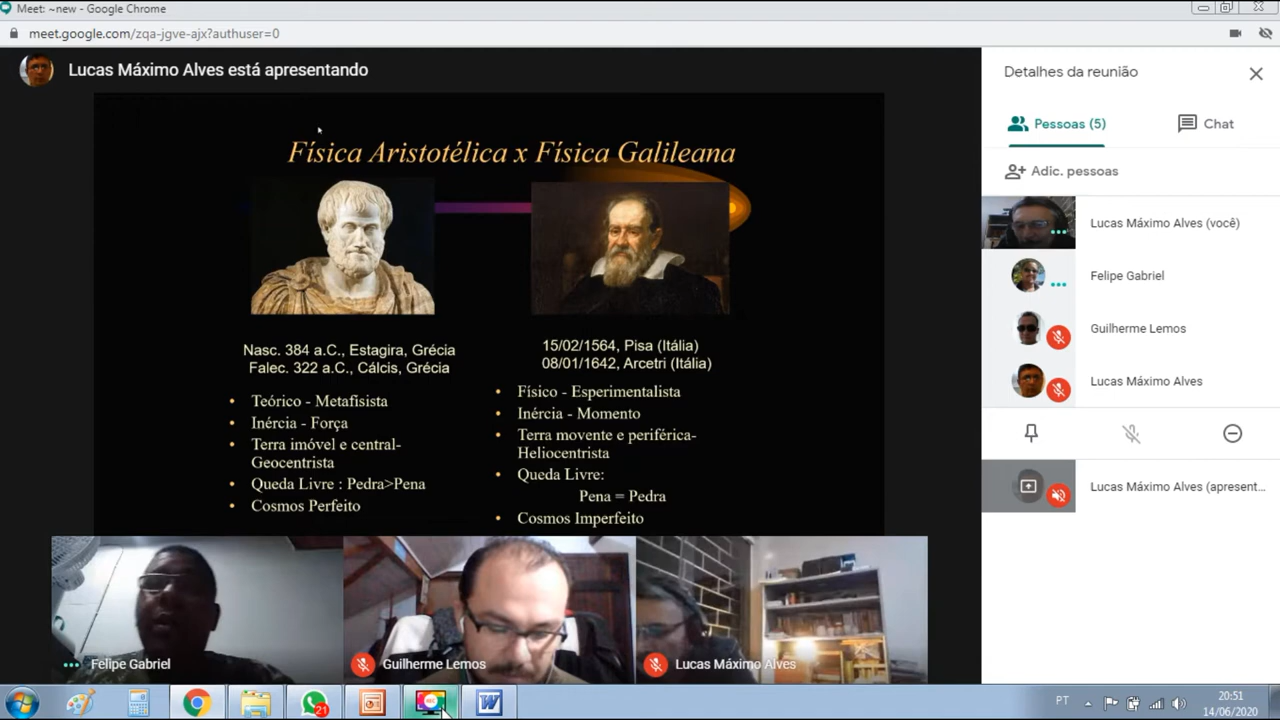 Meet: ~new - Google Chrome
meet.google.com/zqa-jgve-ajx?authuser=0
Lucas Máximo Alves está apresentando
Física Aristotélica x Física Galileana
Nasc. 384 a.C., Estagira, Grécia
Falec. 322 a.C., Cálcis, Grécia
• Teórico - Metafísista
• Inércia - Força
• Terra imóvel e central-
Geocentrista
• Queda Livre : Pedra>Pena
• Cosmos Perfeito
15/02/1564, Pisa (Itália)
08/01/1642, Arcetri (Itália)
• Físico - Esperimentalista
• Inércia - Momento
• Terra movente e periférica-
Heliocentrista
• Queda Livre:
Pena = Pedra
• Cosmos Imperfeito
Felipe Gabriel
Guilherme Lemos
Lucas Máximo Alves
Detalhes da reunião
Pessoas (5)
Chat
Adic. pessoas
Lucas Máximo Alves (você)
Felipe Gabriel
Guilherme Lemos
Lucas Máximo Alves
Lucas Máximo Alves (apresent...
21
REC
W
PT
20:51
14/06/2020